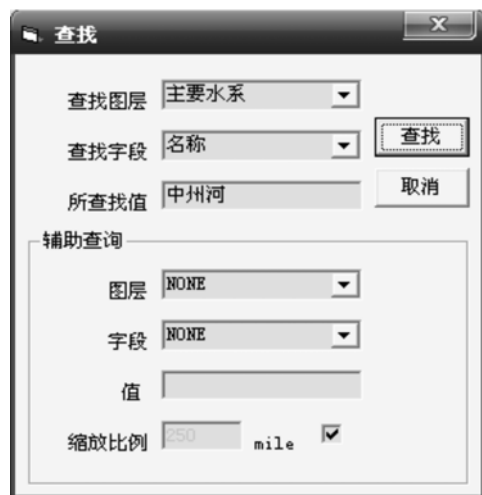 查找
查找图层 主要水系
查找字段 名称 查找
所查找值 中州河 取消
辅助查询
图层 NONE
字段 NONE
值
缩放比例 250 mile